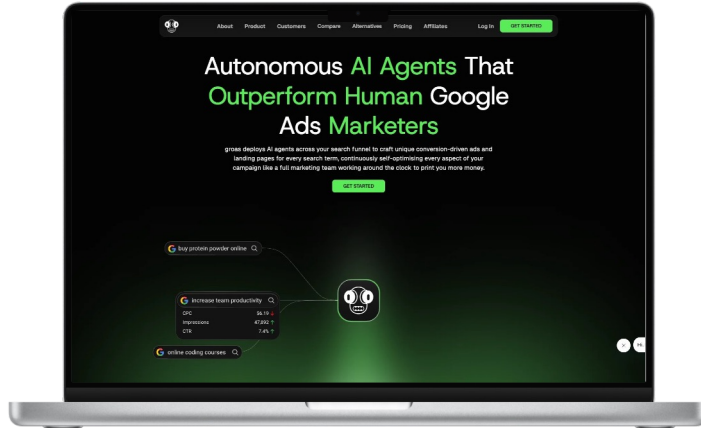 About Product Customers Compare Alternatives Pricing Affiliates Log In GET STARTED
Autonomous AI Agents That
Outperform Human Google
Ads Marketers
groas deploys AI agents across your search funnel to craft unique conversion-driven ads and
landing pages for every search term, continuously self-optimising every aspect of your
campaign like a full marketing team working around the clock to print you more money.
GET STARTED
buy protein powder online
increase team productivity
CPC $6.19 ↓
Impressions 47,892 ↑
CTR 7.4% ↑
online coding courses
× Hi